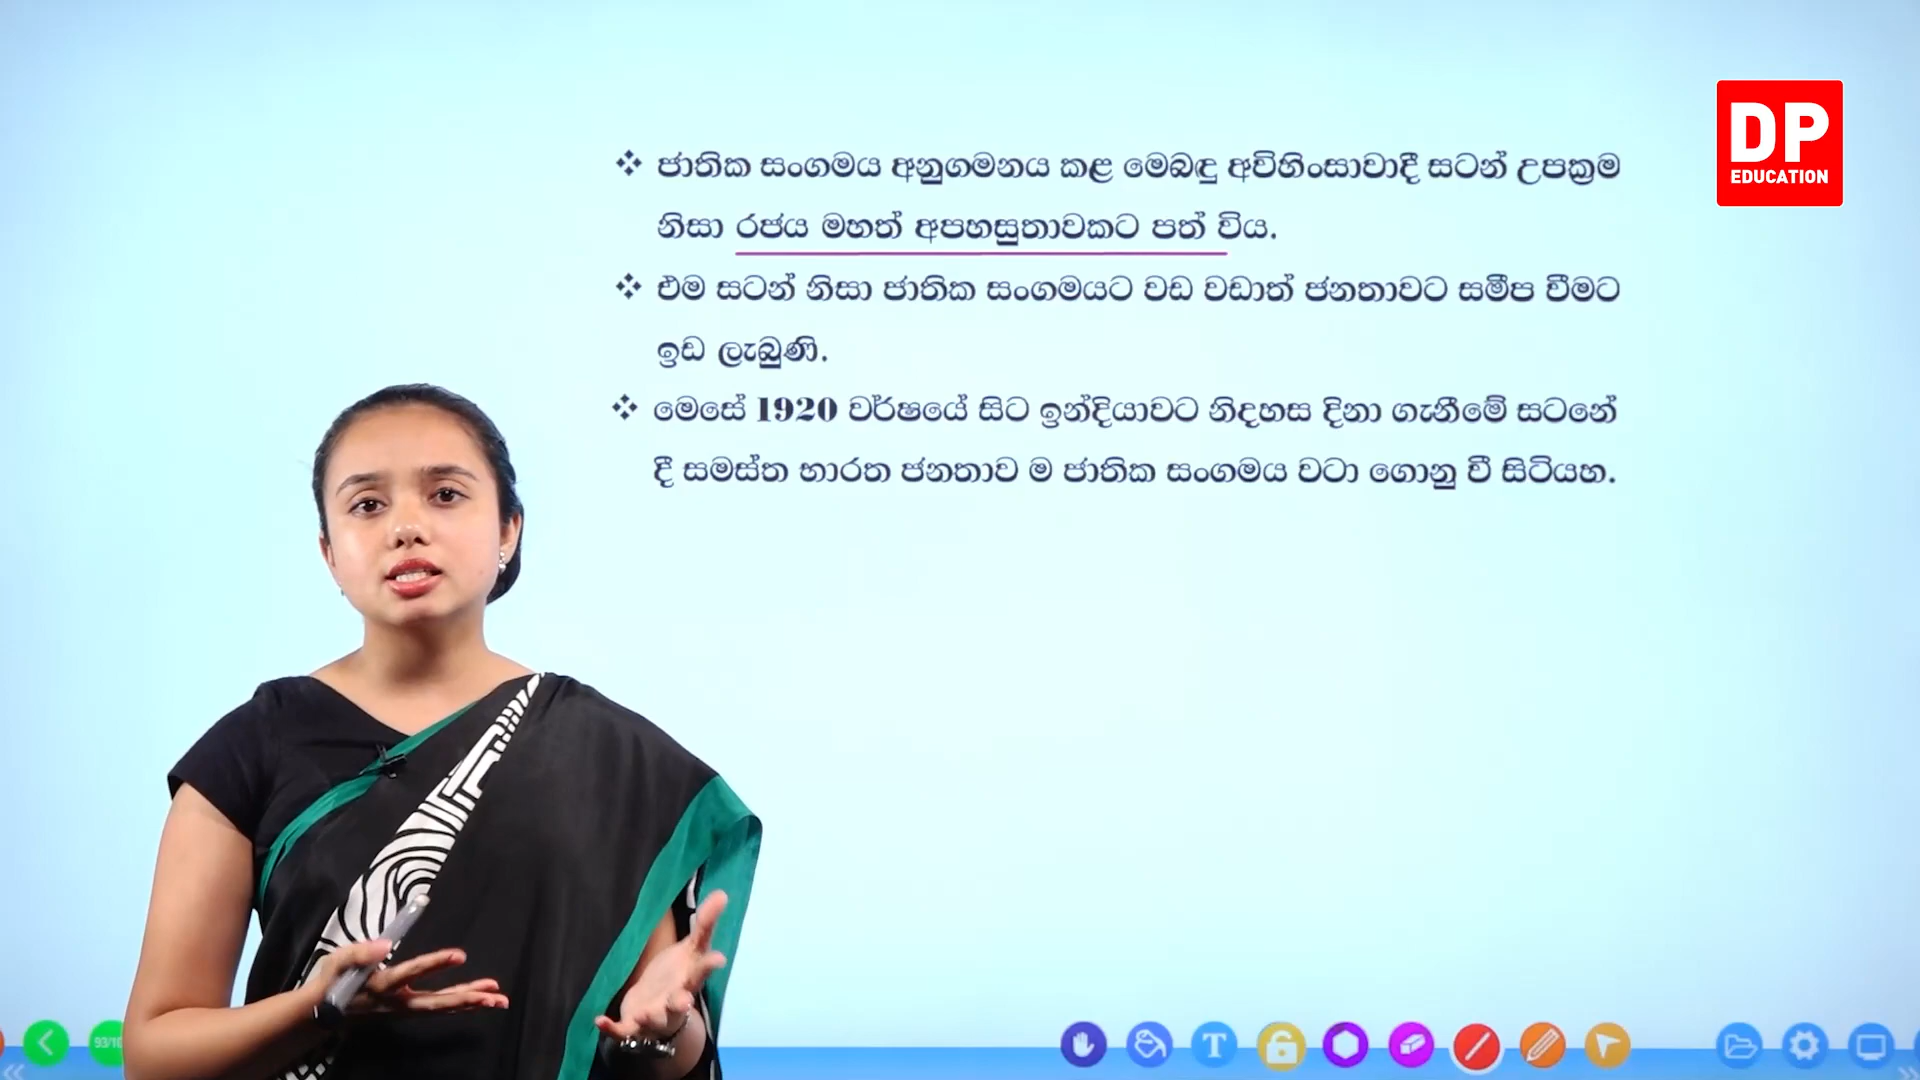 ❖ ජාතික සංගමය අනුගමනය කළ මෙබඳු අවිහිංසාවාදී සටන් උපක්‍රම
නිසා රජය මහත් අපහසුතාවකට පත් විය.
❖ එම සටන් නිසා ජාතික සංගමයට වඩ වඩාත් ජනතාවට සමීප වීමට
ඉඩ ලැබුණි.
❖ මෙසේ 1920 වර්ෂයේ සිට ඉන්දියාවට නිදහස දිනා ගැනීමේ සටනේ
දී සමස්ත භාරත ජනතාව ම ජාතික සංගමය වටා ගොනු වී සිටියහ.
DP
EDUCATION
T